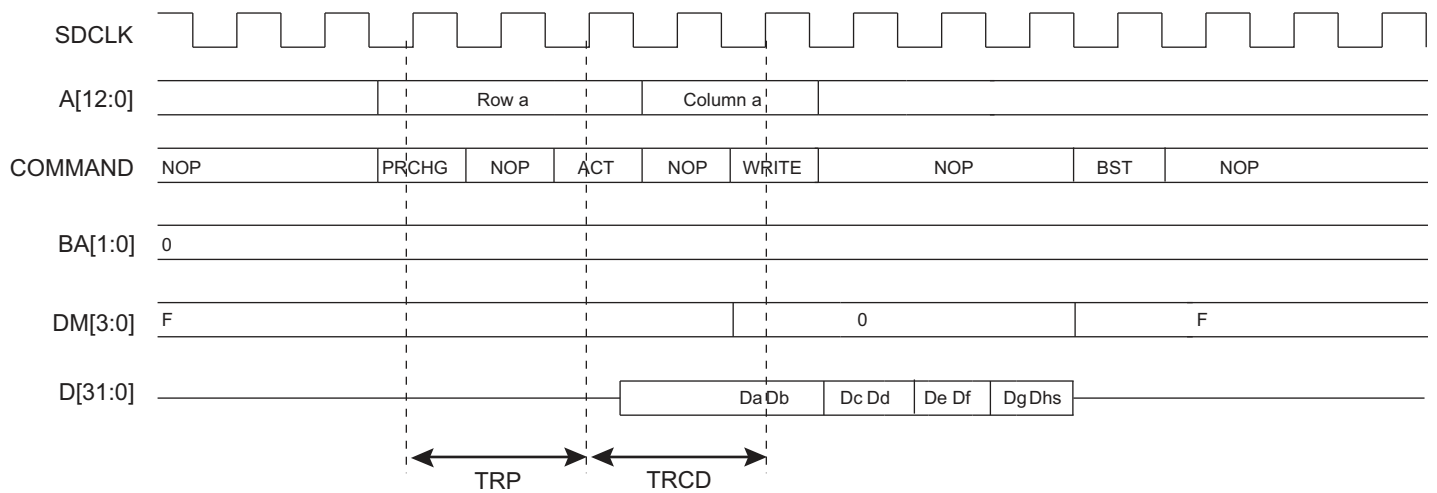 SDCLK
A[12:0] Row a Column a
COMMAND NOP PRCHG NOP ACT NOP WRITE NOP BST NOP
BA[1:0] 0
DM[3:0] F 0 F
D[31:0] Da Db Dc Dd De Df Dg Dhs
TRP TRCD